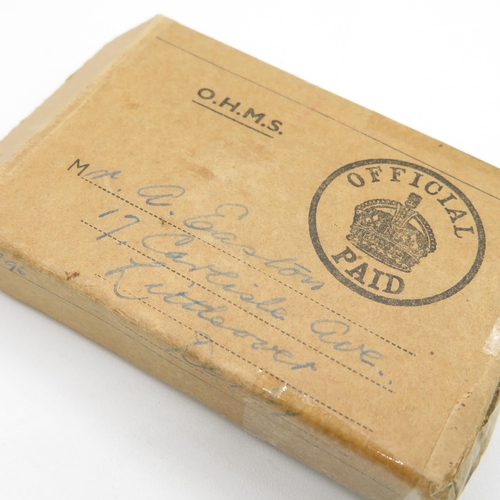 O.H.M.S.
OFFICIAL
PAID
Mr. A. Easton
17 Carlisle Ave.,
Littleover